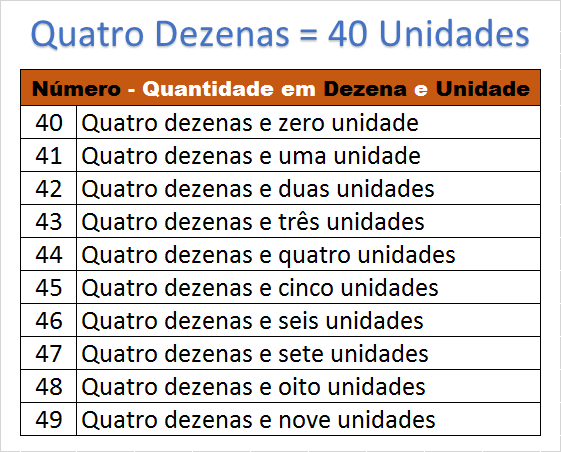 Quatro Dezenas = 40 Unidades
Número - Quantidade em Dezena e Unidade
40 Quatro dezenas e zero unidade
41 Quatro dezenas e uma unidade
42 Quatro dezenas e duas unidades
43 Quatro dezenas e três unidades
44 Quatro dezenas e quatro unidades
45 Quatro dezenas e cinco unidades
46 Quatro dezenas e seis unidades
47 Quatro dezenas e sete unidades
48 Quatro dezenas e oito unidades
49 Quatro dezenas e nove unidades